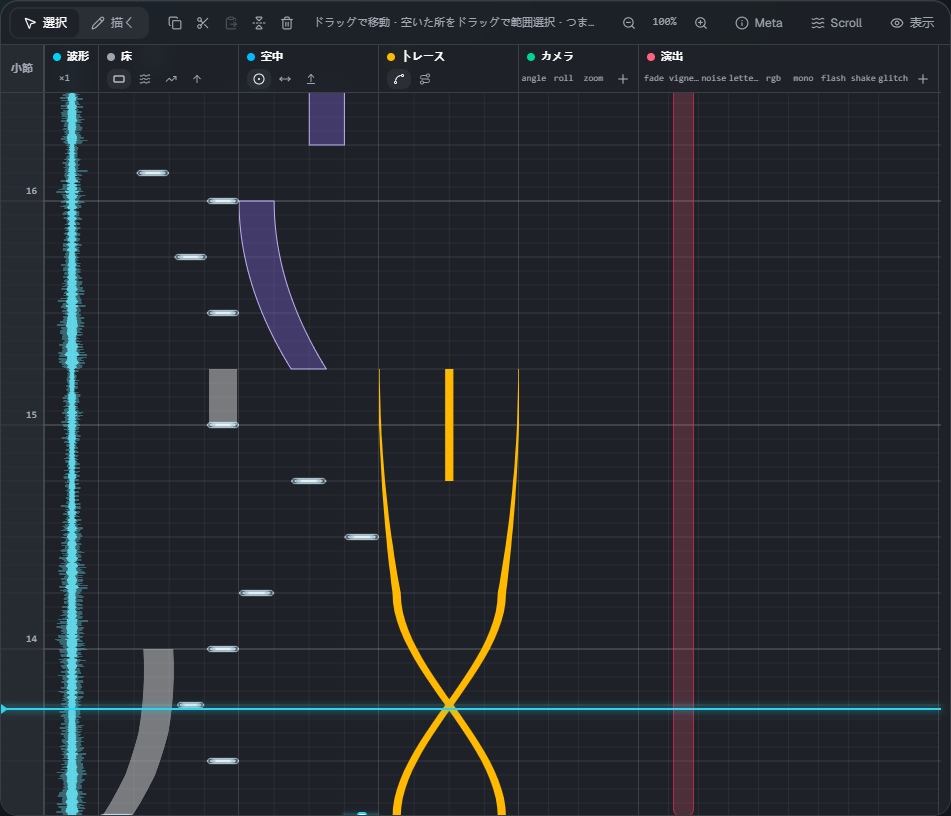 選択 描く ドラッグで移動・空いた所をドラッグで範囲選択・つま… 100% Meta Scroll 表示
小節 波形 床 空中 トレース カメラ 演出
×1 angle roll zoom fade vigne… noise lette… rgb mono flash shake glitch
16
15
14